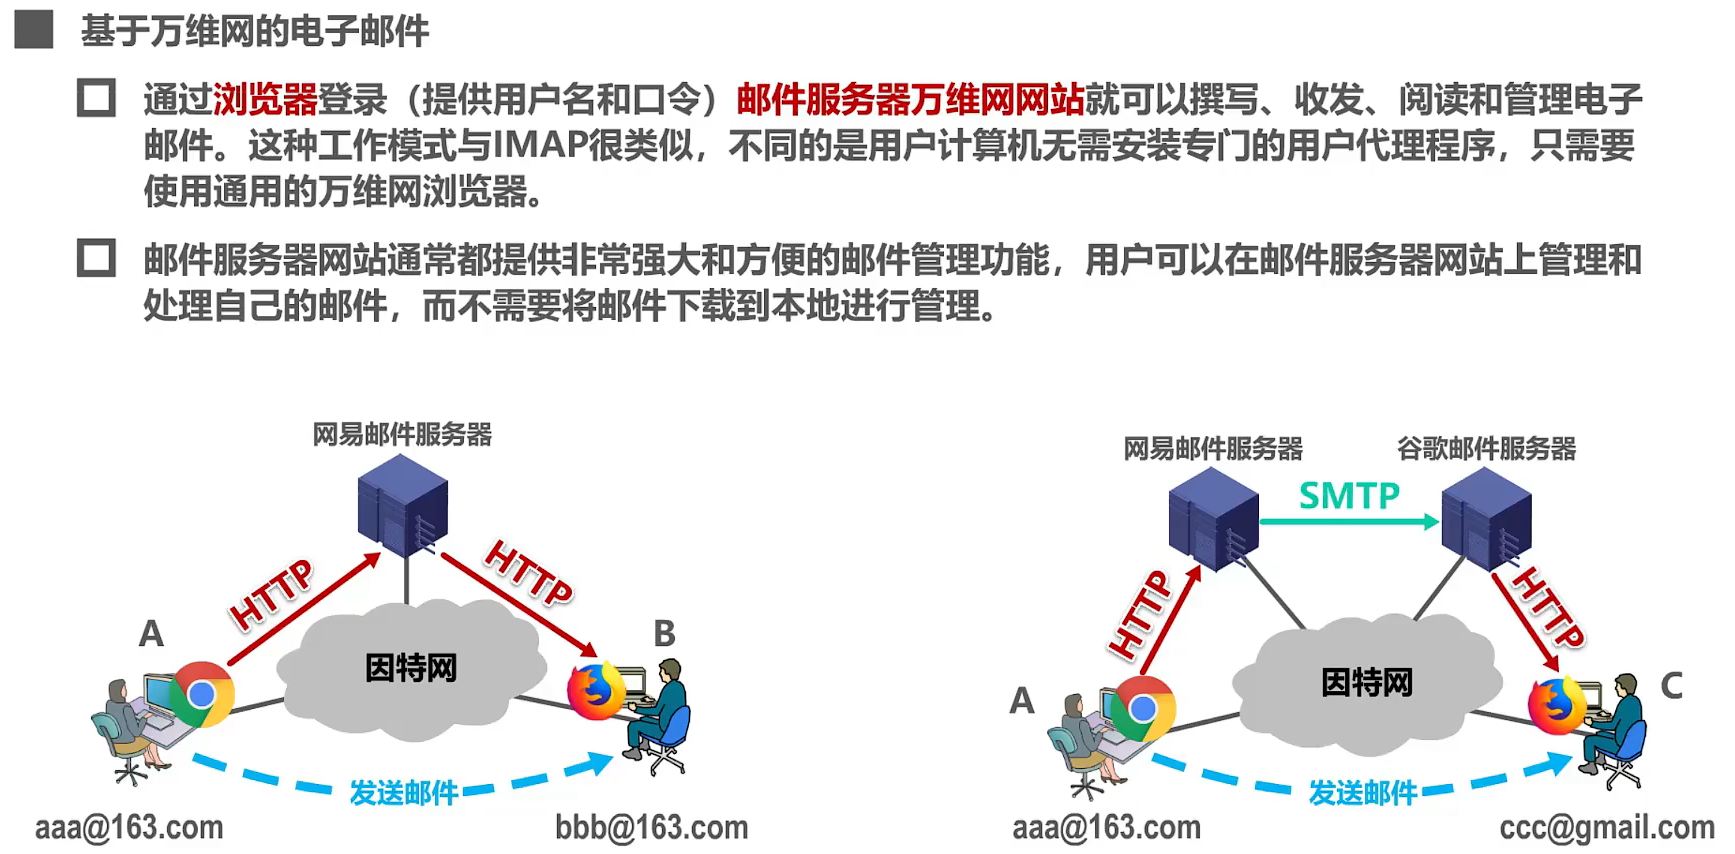 基于万维网的电子邮件
通过浏览器登录（提供用户名和口令）邮件服务器万维网网站就可以撰写、收发、阅读和管理电子
邮件。这种工作模式与IMAP很类似，不同的是用户计算机无需安装专门的用户代理程序，只需要
使用通用的万维网浏览器。
邮件服务器网站通常都提供非常强大和方便的邮件管理功能，用户可以在邮件服务器网站上管理和
处理自己的邮件，而不需要将邮件下载到本地进行管理。
网易邮件服务器
HTTP
HTTP
A
B
因特网
发送邮件
aaa@163.com
bbb@163.com
网易邮件服务器
谷歌邮件服务器
SMTP
HTTP
HTTP
A
C
因特网
发送邮件
aaa@163.com
ccc@gmail.com